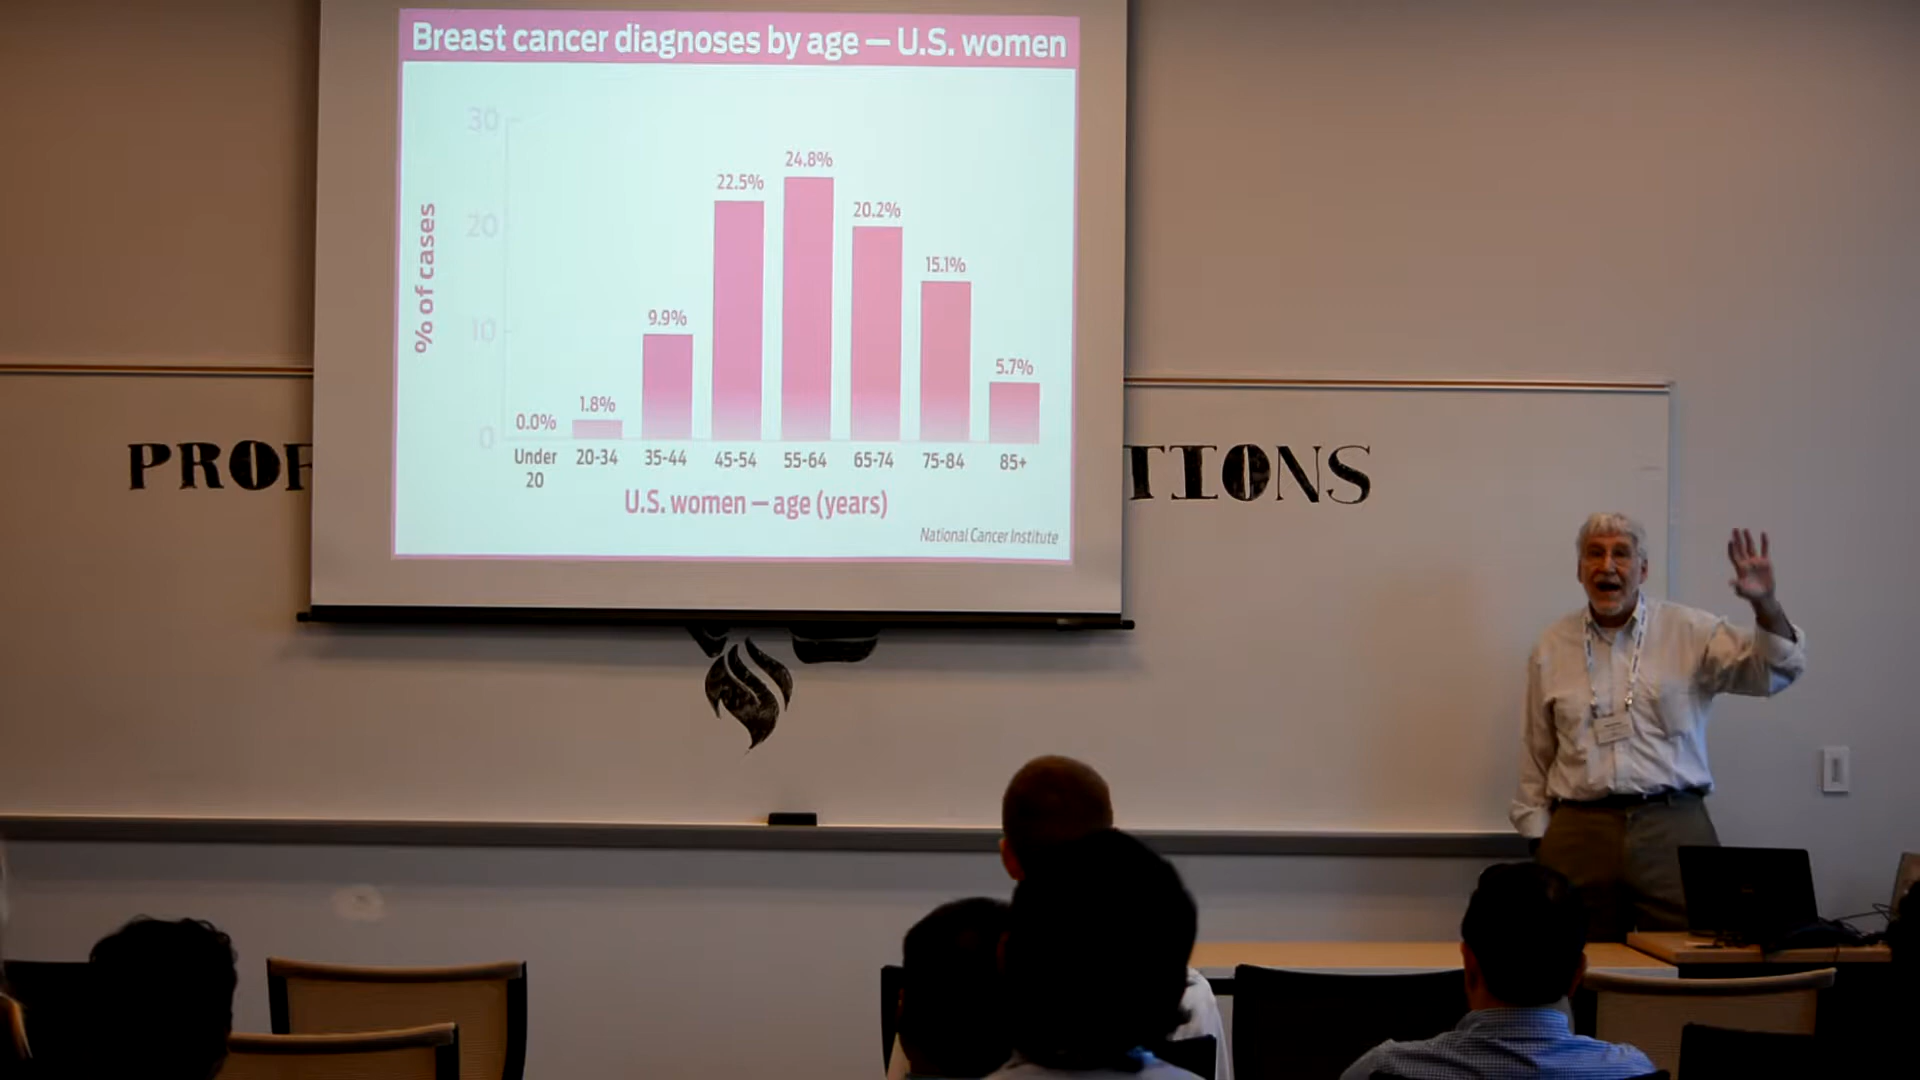 Breast cancer diagnoses by age — U.S. women
% of cases
30
20
10
0
0.0%
1.8%
9.9%
22.5%
24.8%
20.2%
15.1%
5.7%
Under
20
20-34
35-44
45-54
55-64
65-74
75-84
85+
U.S. women — age (years)
National Cancer Institute
PROF
TIONS